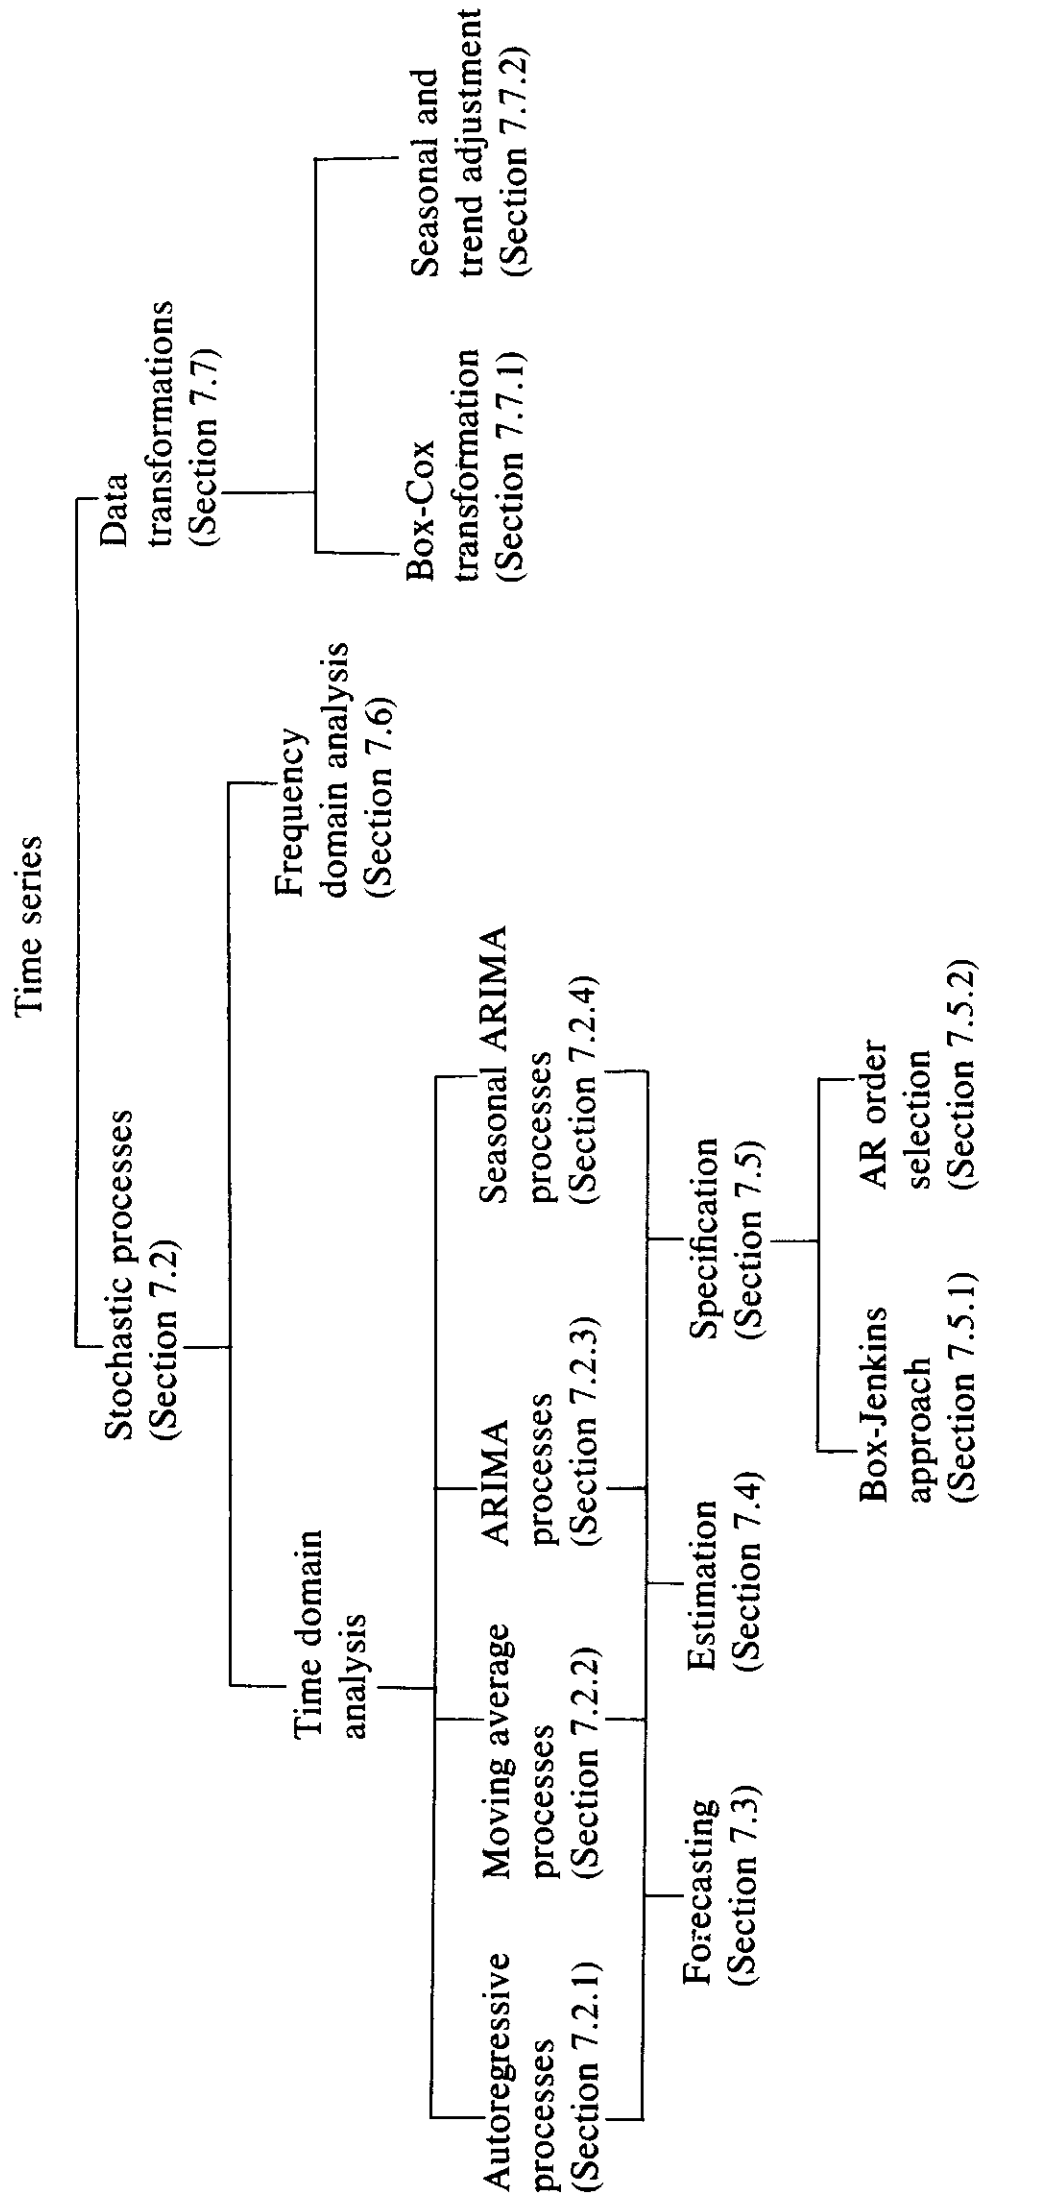 Time series
Stochastic processes
(Section 7.2)
Data
transformations
(Section 7.7)
Time domain
analysis
Frequency
domain analysis
(Section 7.6)
Box-Cox
transformation
(Section 7.7.1)
Seasonal and
trend adjustment
(Section 7.7.2)
Autoregressive
processes
(Section 7.2.1)
Moving average
processes
(Section 7.2.2)
ARIMA
processes
(Section 7.2.3)
Seasonal ARIMA
processes
(Section 7.2.4)
Forecasting
(Section 7.3)
Estimation
(Section 7.4)
Specification
(Section 7.5)
Box-Jenkins
approach
(Section 7.5.1)
AR order
selection
(Section 7.5.2)